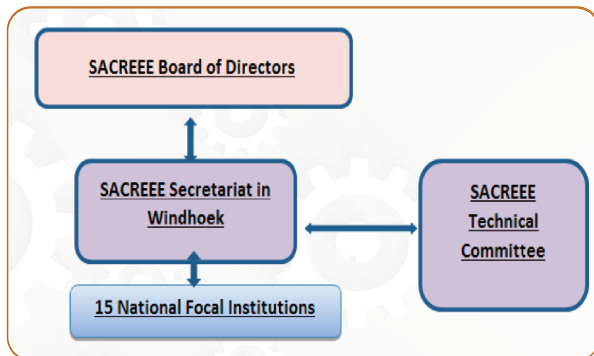 SACREEE Board of Directors
SACREEE Secretariat in
Windhoek
SACREEE
Technical
Committee
15 National Focal Institutions